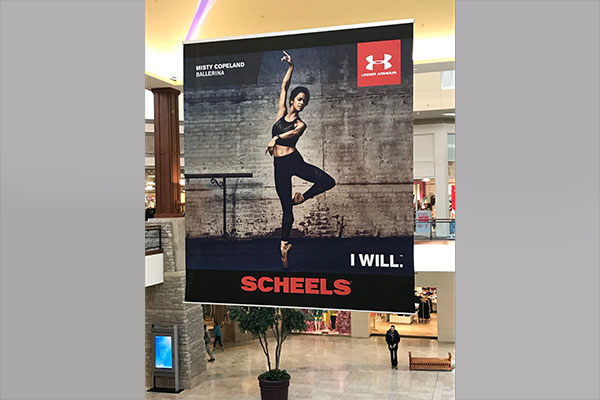 MISTY COPELAND
BALLERINA
UNDER ARMOUR
I WILL.
SCHEELS